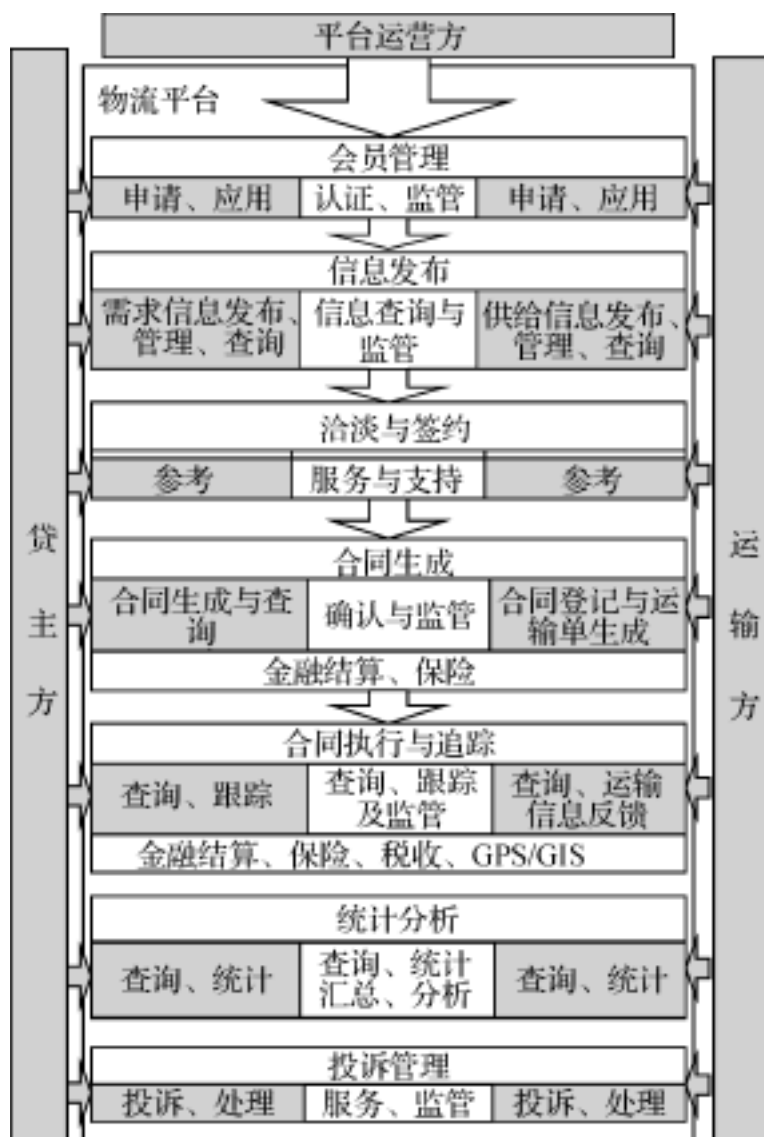 平台运营方
物流平台
会员管理
申请、应用
认证、监管
申请、应用
信息发布
需求信息发布、
管理、查询
信息查询与
监管
供给信息发布、
管理、查询
洽淡与签约
参考
服务与支持
参考
合同生成
合同生成与查
询
确认与监管
合同登记与运
输单生成
金融结算、保险
合同执行与追踪
查询、跟踪
查询、跟踪
及监管
查询、运输
信息反馈
金融结算、保险、税收、GPS/GIS
统计分析
查询、统计
查询、统计
汇总、分析
查询、统计
投诉管理
投诉、处理
服务、监管
投诉、处理
贷
主
方
运
输
方